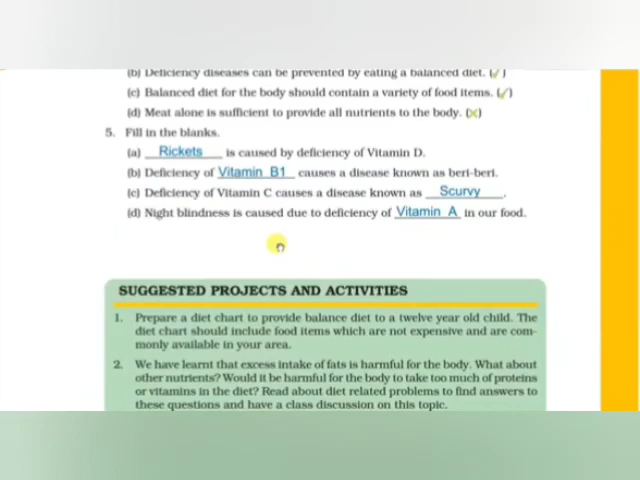 (b) Deficiency diseases can be prevented by eating a balanced diet. (✓)
(c) Balanced diet for the body should contain a variety of food items. (✓)
(d) Meat alone is sufficient to provide all nutrients to the body. (✗)
5. Fill in the blanks.
(a) Rickets is caused by deficiency of Vitamin D.
(b) Deficiency of Vitamin B1 causes a disease known as beri-beri.
(c) Deficiency of Vitamin C causes a disease known as Scurvy.
(d) Night blindness is caused due to deficiency of Vitamin A in our food.
SUGGESTED PROJECTS AND ACTIVITIES
1. Prepare a diet chart to provide balance diet to a twelve year old child. The
diet chart should include food items which are not expensive and are com-
monly available in your area.
2. We have learnt that excess intake of fats is harmful for the body. What about
other nutrients? Would it be harmful for the body to take too much of proteins
or vitamins in the diet? Read about diet related problems to find answers to
these questions and have a class discussion on this topic.